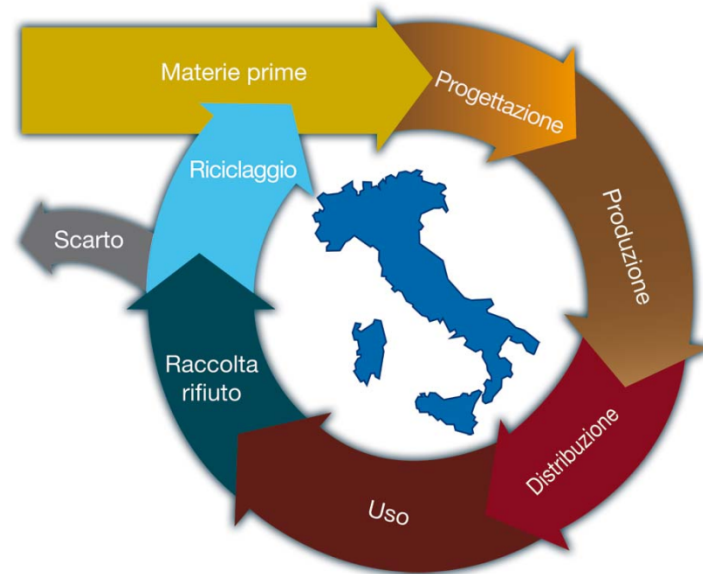 Materie prime
Progettazione
Produzione
Distribuzione
Uso
Raccolta
rifiuto
Riciclaggio
Scarto